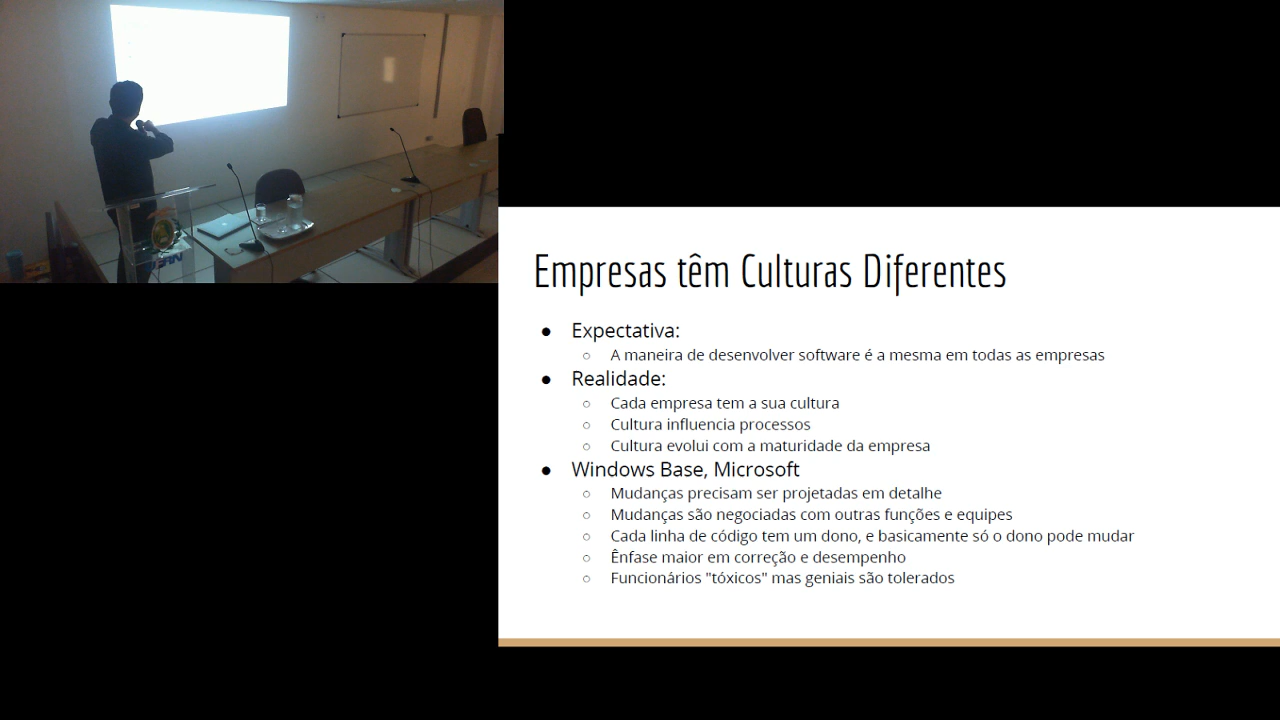 Empresas têm Culturas Diferentes
● Expectativa:
○ A maneira de desenvolver software é a mesma em todas as empresas
● Realidade:
○ Cada empresa tem a sua cultura
○ Cultura influencia processos
○ Cultura evolui com a maturidade da empresa
● Windows Base, Microsoft
○ Mudanças precisam ser projetadas em detalhe
○ Mudanças são negociadas com outras funções e equipes
○ Cada linha de código tem um dono, e basicamente só o dono pode mudar
○ Ênfase maior em correção e desempenho
○ Funcionários "tóxicos" mas geniais são tolerados